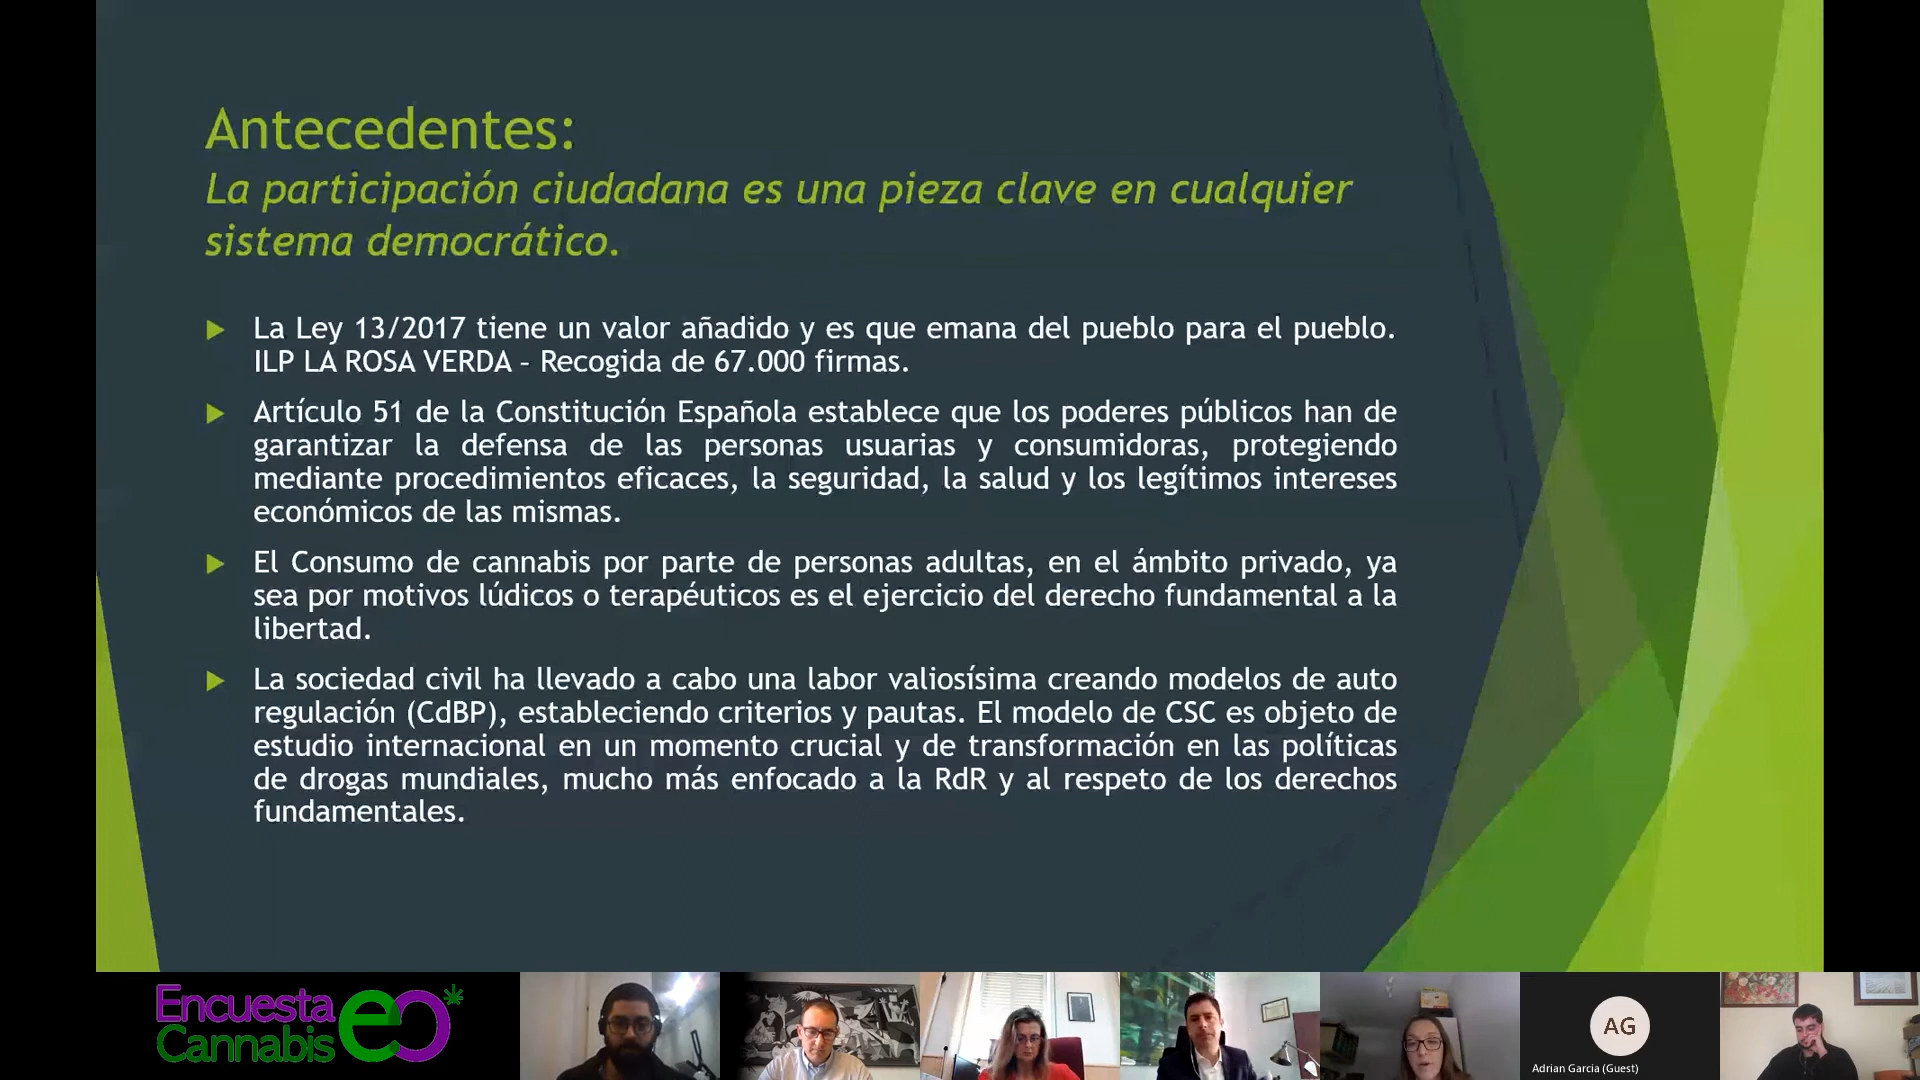 Antecedentes:
La participación ciudadana es una pieza clave en cualquier
sistema democrático.
La Ley 13/2017 tiene un valor añadido y es que emana del pueblo para el pueblo.
ILP LA ROSA VERDA – Recogida de 67.000 firmas.
Artículo 51 de la Constitución Española establece que los poderes públicos han de
garantizar la defensa de las personas usuarias y consumidoras, protegiendo
mediante procedimientos eficaces, la seguridad, la salud y los legítimos intereses
económicos de las mismas.
El Consumo de cannabis por parte de personas adultas, en el ámbito privado, ya
sea por motivos lúdicos o terapéuticos es el ejercicio del derecho fundamental a la
libertad.
La sociedad civil ha llevado a cabo una labor valiosísima creando modelos de auto
regulación (CdBP), estableciendo criterios y pautas. El modelo de CSC es objeto de
estudio internacional en un momento crucial y de transformación en las políticas
de drogas mundiales, mucho más enfocado a la RdR y al respeto de los derechos
fundamentales.
Encuesta
Cannabis
AG
Adrian Garcia (Guest)